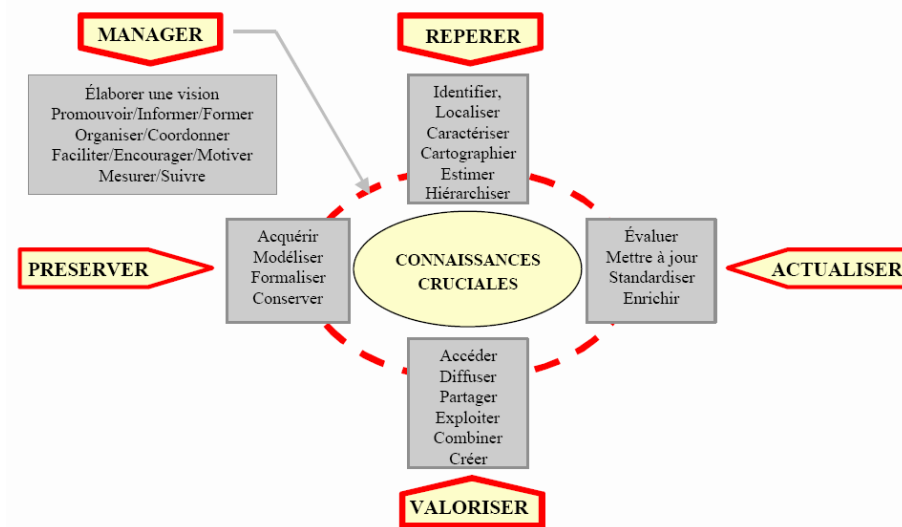 MANAGER
Élaborer une vision
Promouvoir/Informer/Former
Organiser/Coordonner
Faciliter/Encourager/Motiver
Mesurer/Suivre
REPERER
Identifier,
Localiser
Caractériser
Cartographier
Estimer
Hiérarchiser
PRESERVER
Acquérir
Modéliser
Formaliser
Conserver
CONNAISSANCES
CRUCIALES
Évaluer
Mettre à jour
Standardiser
Enrichir
ACTUALISER
Accéder
Diffuser
Partager
Exploiter
Combiner
Créer
VALORISER